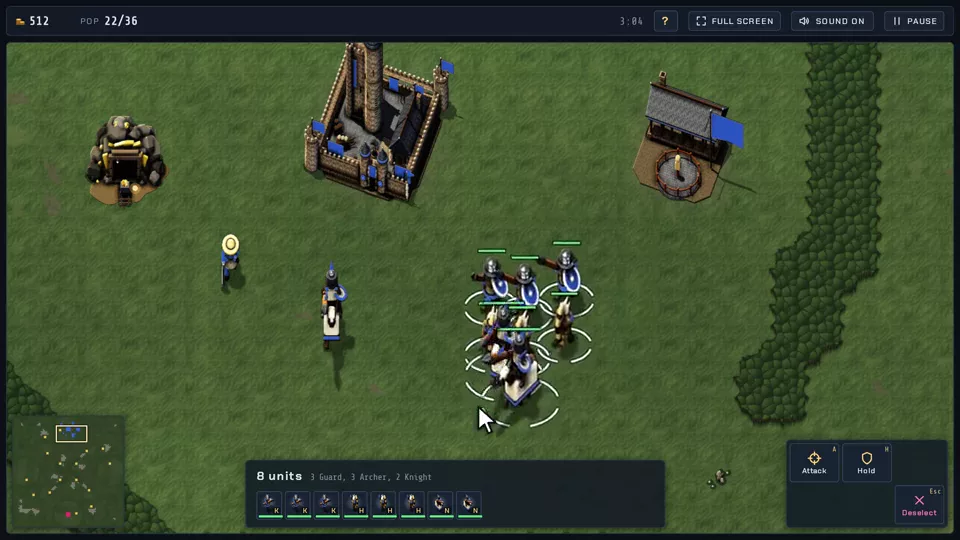 512
POP 22/36
3:04
?
FULL SCREEN
SOUND ON
PAUSE
8 units 3 Guard, 3 Archer, 2 Knight
K K K H H H N N
A
Attack
H
Hold
Esc
Deselect